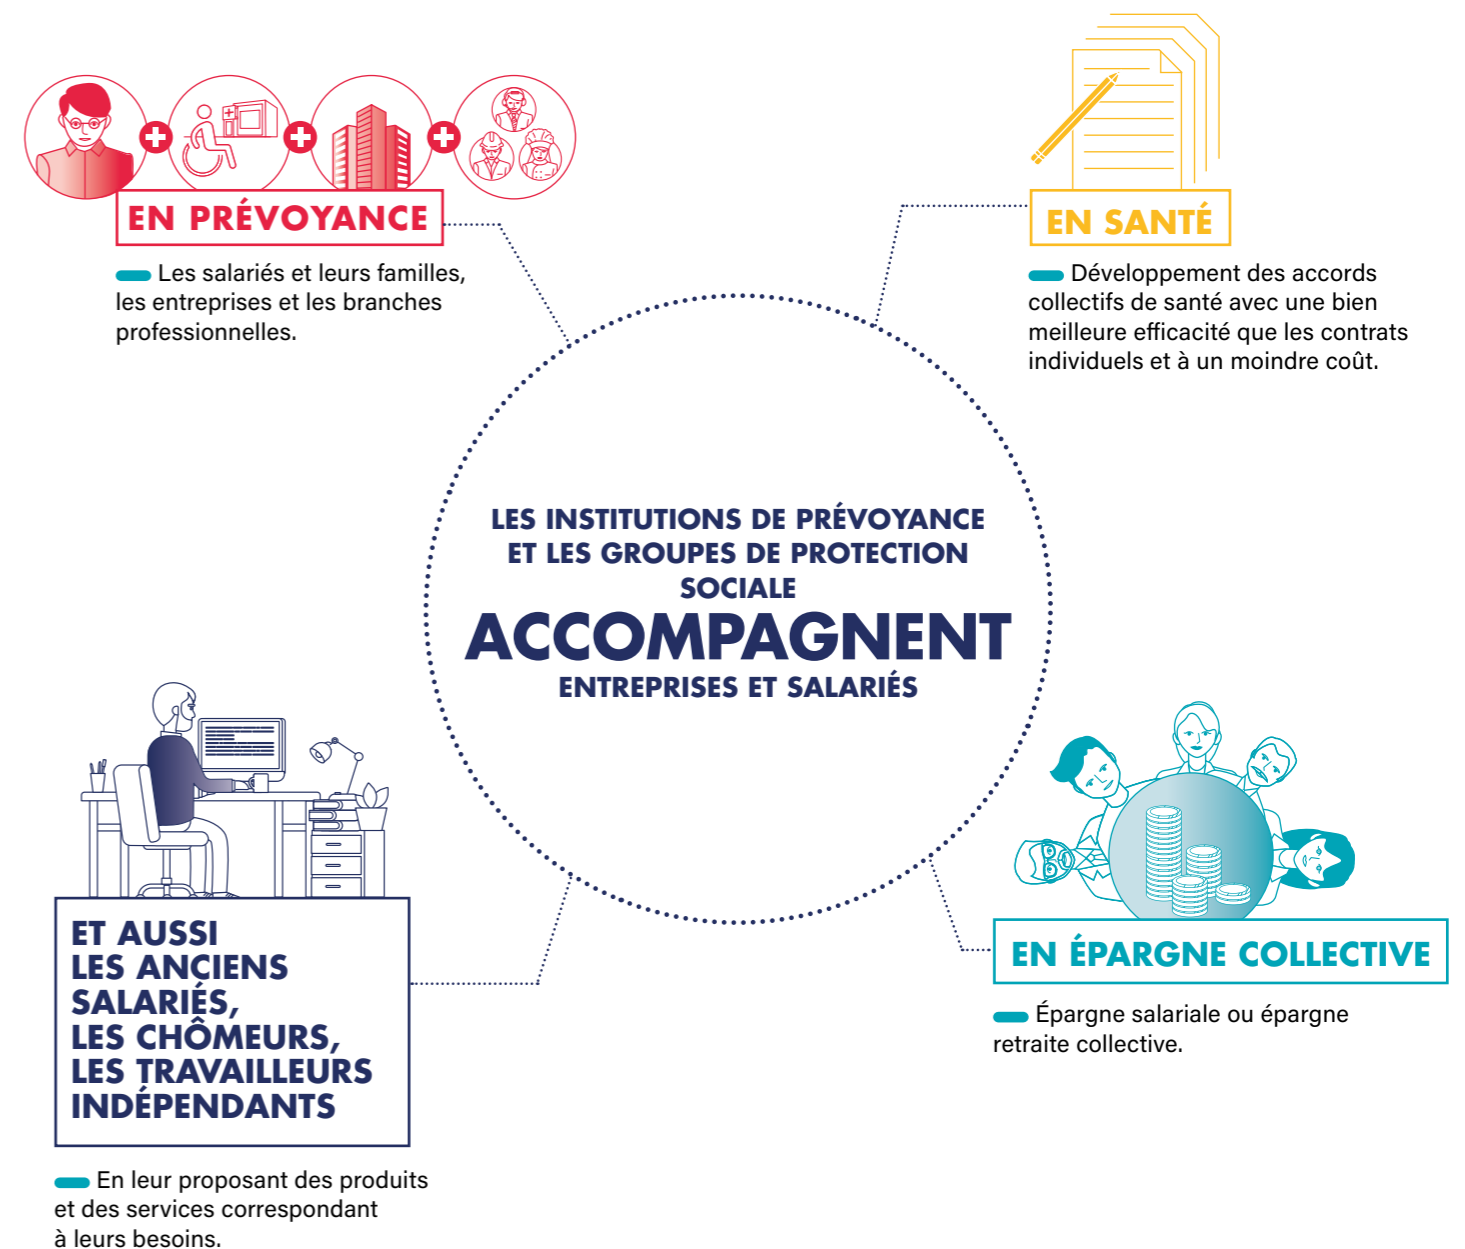 EN PRÉVOYANCE
Les salariés et leurs familles,
les entreprises et les branches
professionnelles.
EN SANTÉ
Développement des accords
collectifs de santé avec une bien
meilleure efficacité que les contrats
individuels et à un moindre coût.
LES INSTITUTIONS DE PRÉVOYANCE
ET LES GROUPES DE PROTECTION
SOCIALE
ACCOMPAGNENT
ENTREPRISES ET SALARIÉS
ET AUSSI
LES ANCIENS
SALARIÉS,
LES CHÔMEURS,
LES TRAVAILLEURS
INDÉPENDANTS
En leur proposant des produits
et des services correspondant
à leurs besoins.
EN ÉPARGNE COLLECTIVE
Épargne salariale ou épargne
retraite collective.